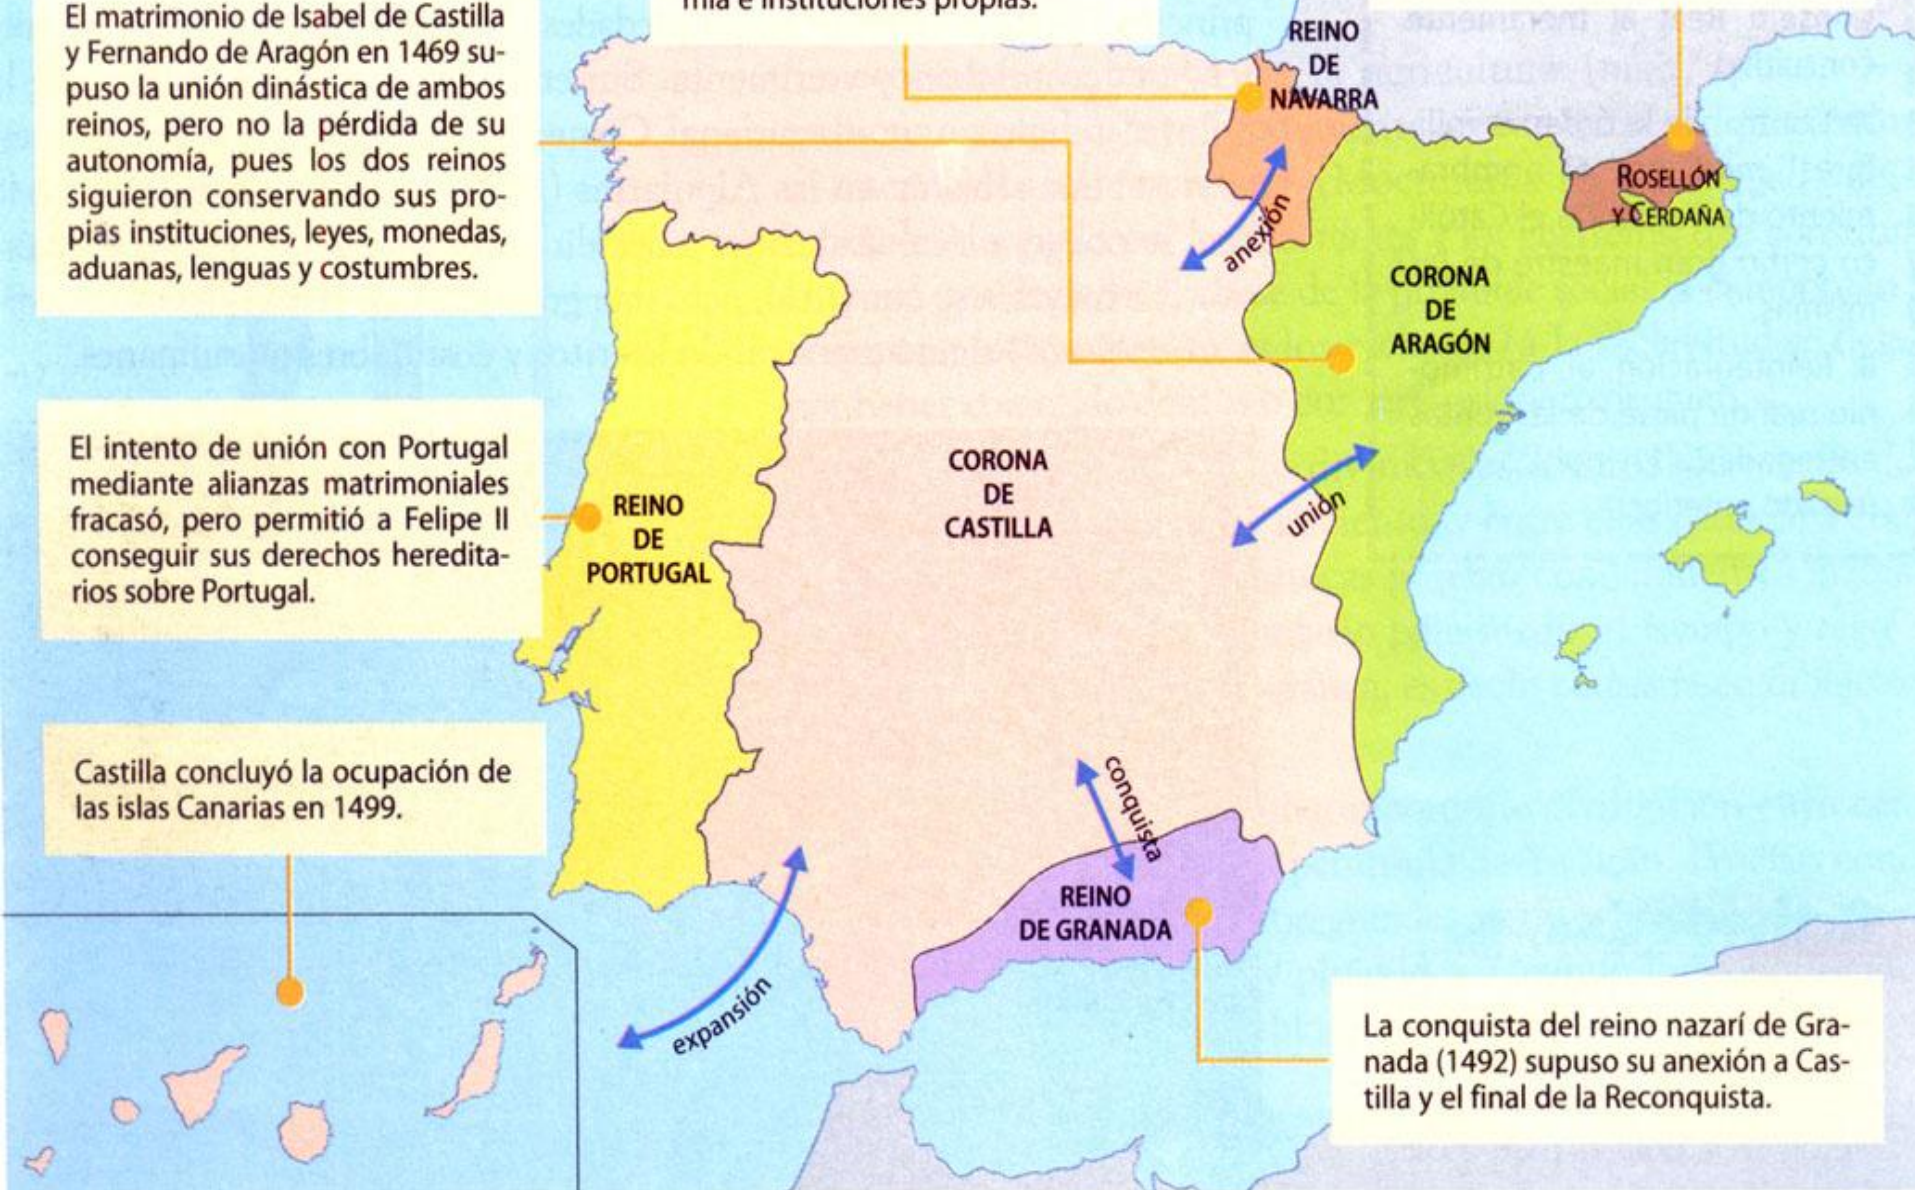 El matrimonio de Isabel de Castilla
y Fernando de Aragón en 1469 su-
puso la unión dinástica de ambos
reinos, pero no la pérdida de su
autonomía, pues los dos reinos
siguieron conservando sus pro-
pias instituciones, leyes, monedas,
aduanas, lenguas y costumbres.
mía e instituciones propias.
REINO
DE
NAVARRA
anexión
ROSELLÓN
Y CERDAÑA
CORONA
DE
ARAGÓN
El intento de unión con Portugal
mediante alianzas matrimoniales
fracasó, pero permitió a Felipe II
conseguir sus derechos heredita-
rios sobre Portugal.
REINO
DE
PORTUGAL
CORONA
DE
CASTILLA
unión
Castilla concluyó la ocupación de
las islas Canarias en 1499.
conquista
REINO
DE GRANADA
expansión
La conquista del reino nazarí de Gra-
nada (1492) supuso su anexión a Cas-
tilla y el final de la Reconquista.